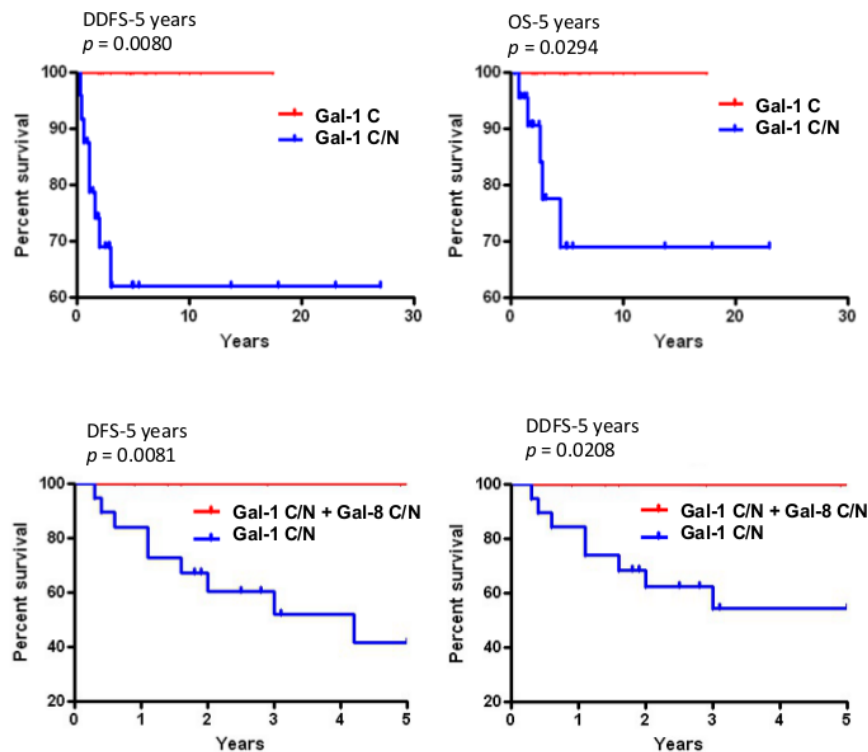 DDFS-5 years
p = 0.0080
100
90
80
70
60
0
10
20
30
Percent survival
Years
Gal-1 C
Gal-1 C/N
OS-5 years
p = 0.0294
100
90
80
70
60
0
10
20
30
Percent survival
Years
Gal-1 C
Gal-1 C/N
DFS-5 years
p = 0.0081
100
80
60
40
20
0
1
2
3
4
5
Percent survival
Years
Gal-1 C/N + Gal-8 C/N
Gal-1 C/N
DDFS-5 years
p = 0.0208
100
80
60
40
20
0
1
2
3
4
5
Percent survival
Years
Gal-1 C/N + Gal-8 C/N
Gal-1 C/N